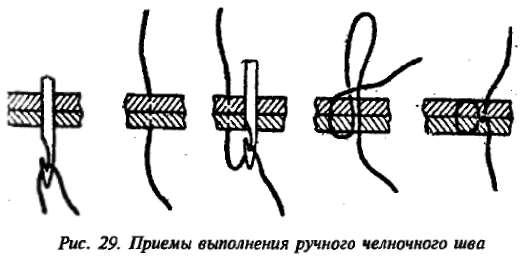 Рис. 29. Приемы выполнения ручного челночного шва